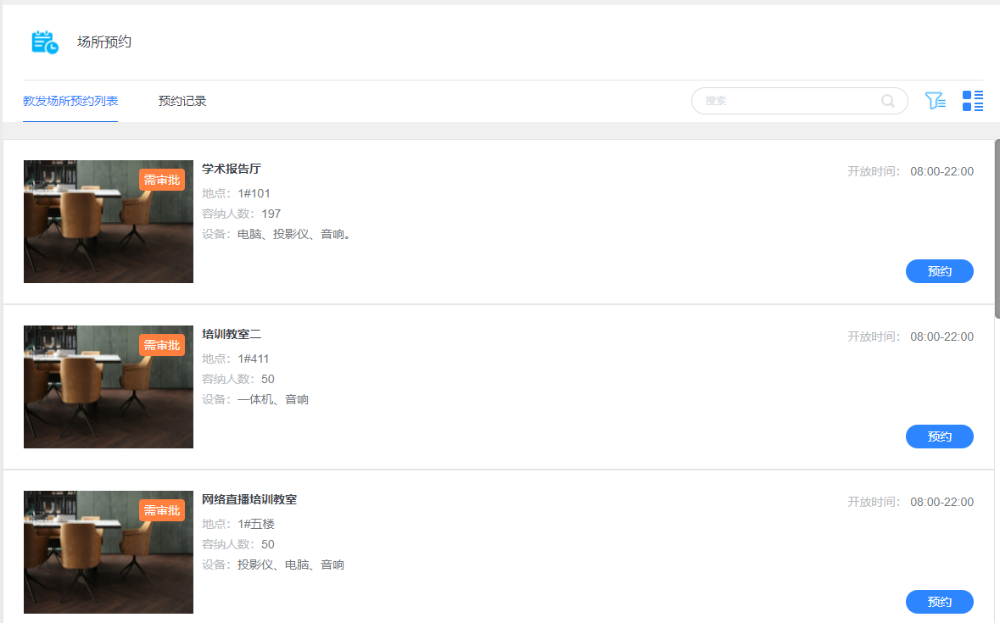 场所预约
教发场所预约列表 预约记录 搜索
需审批
学术报告厅
开放时间： 08:00-22:00
地点：1#101
容纳人数：197
设备：电脑、投影仪、音响。
预约
需审批
培训教室二
开放时间： 08:00-22:00
地点：1#411
容纳人数：50
设备：一体机、音响
预约
需审批
网络直播培训教室
开放时间： 08:00-22:00
地点：1#五楼
容纳人数：50
设备：投影仪、电脑、音响
预约